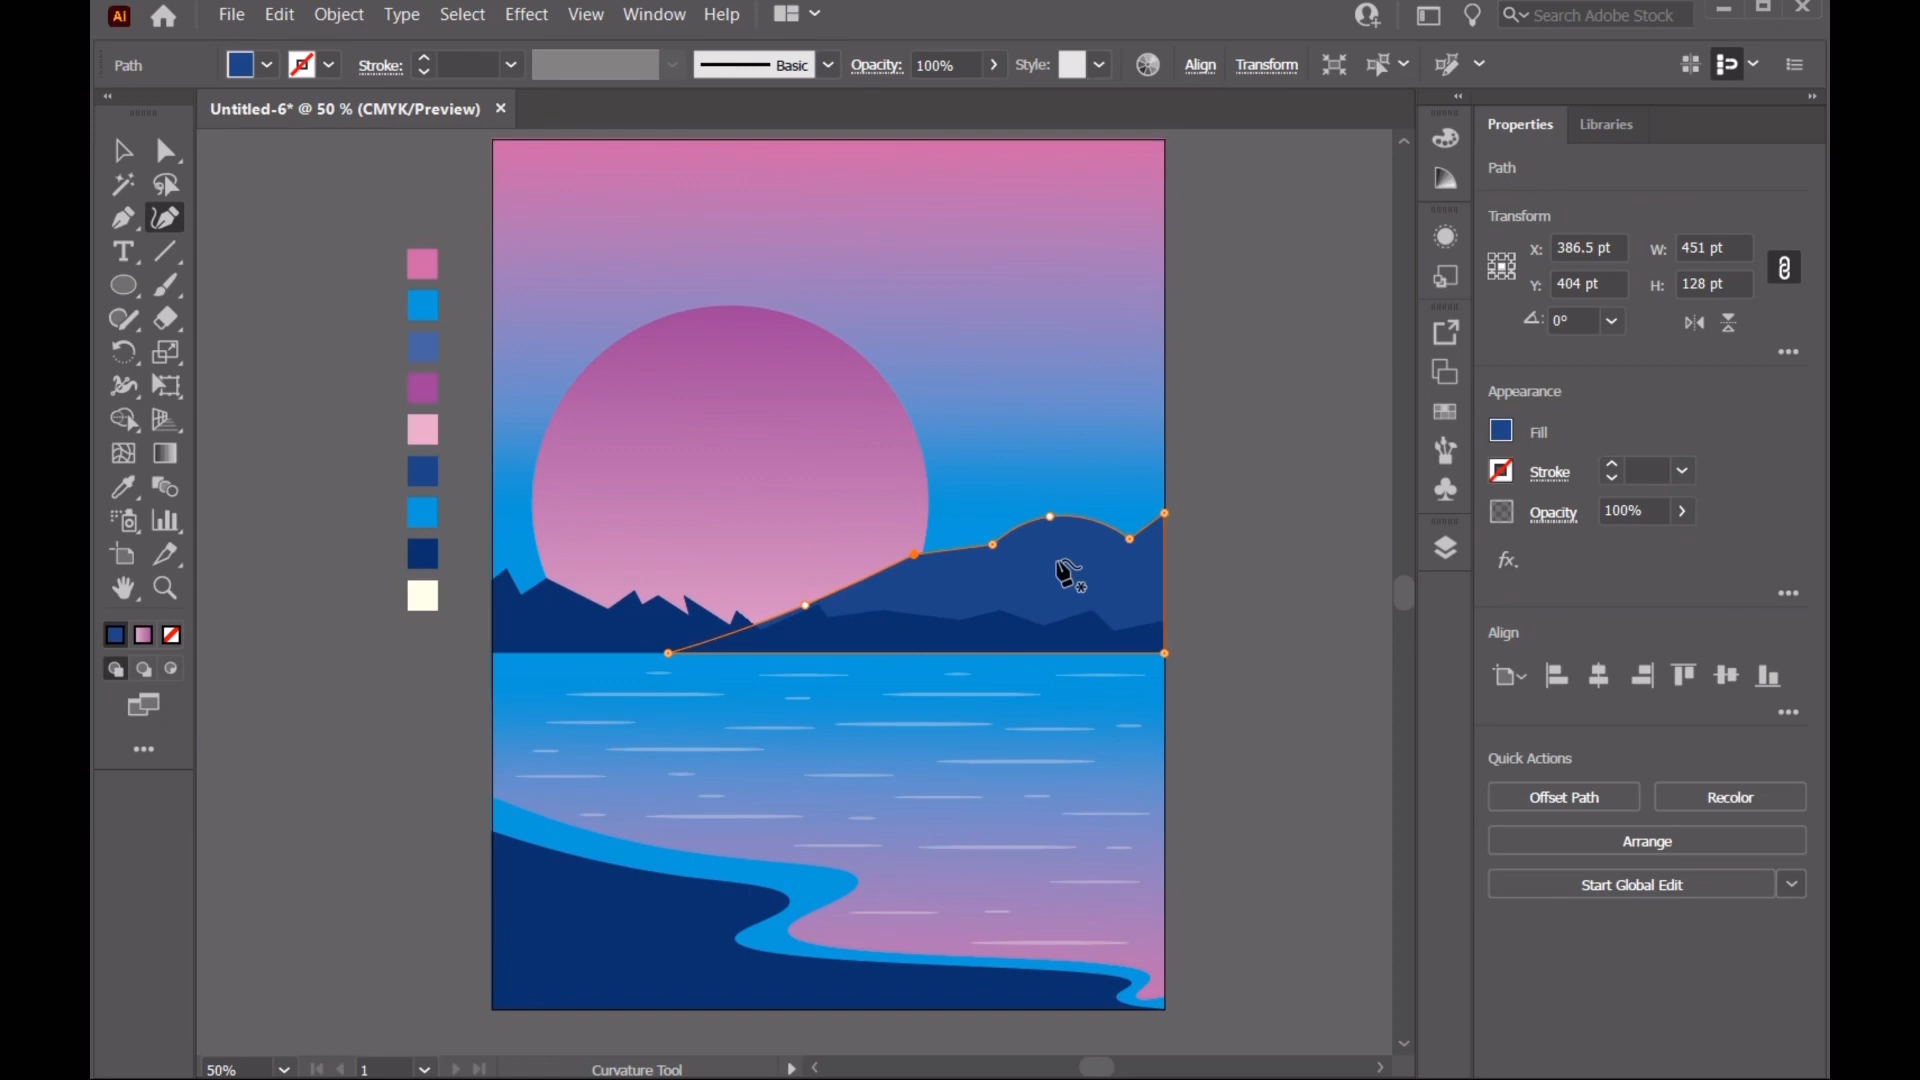 Ai File Edit Object Type Select Effect View Window Help Search Adobe Stock
Path Stroke: Basic Opacity: 100% Style: Align Transform
Untitled-6* @ 50 % (CMYK/Preview)
Properties Libraries
Path
Transform
X: 386.5 pt W: 451 pt
Y: 404 pt H: 128 pt
0°
Appearance
Fill
Stroke
Opacity 100%
fx.
Align
Quick Actions
Offset Path Recolor
Arrange
Start Global Edit
50% 1 Curvature Tool